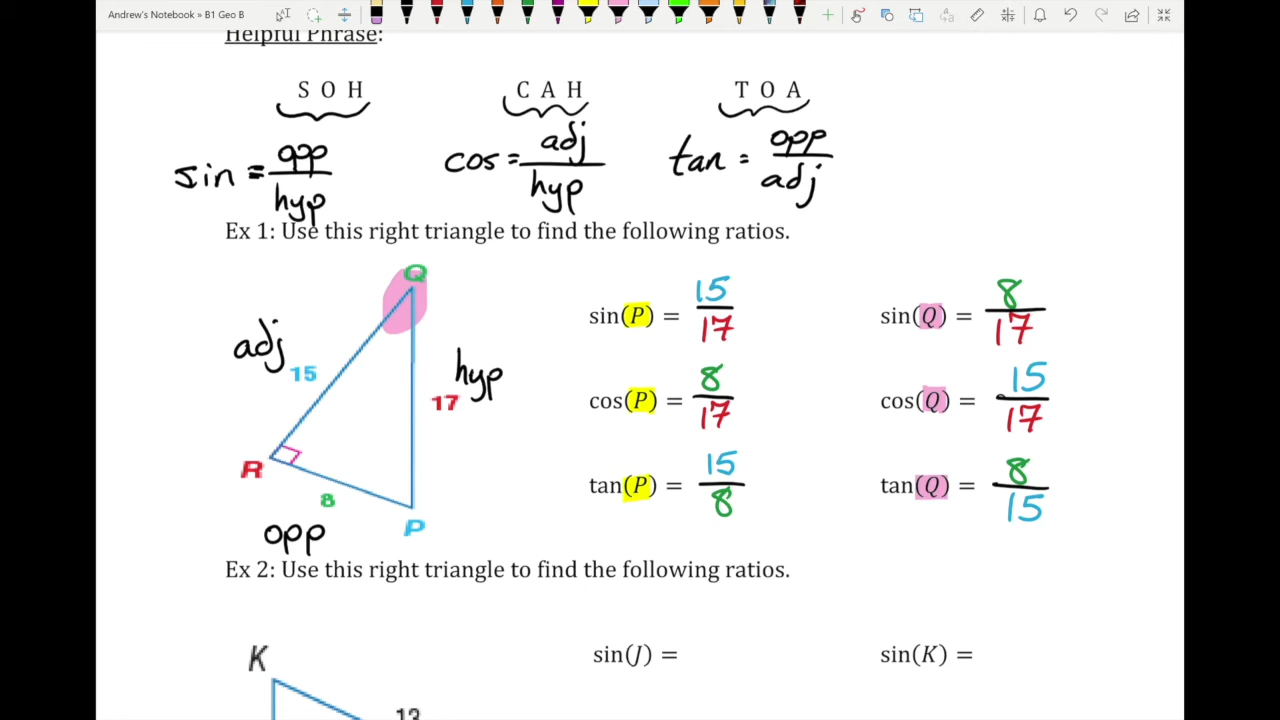 Andrew's Notebook » B1 Geo B
Helpful Phrase:
S O H C A H T O A
sin = opp/hyp cos = adj/hyp tan = opp/adj
Ex 1: Use this right triangle to find the following ratios.
Q
adj
15
hyp
17
R
8
P
opp
sin(P) = 15/17 sin(Q) = 8/17
cos(P) = 8/17 cos(Q) = 15/17
tan(P) = 15/8 tan(Q) = 8/15
Ex 2: Use this right triangle to find the following ratios.
K
13
sin(J) = sin(K) =